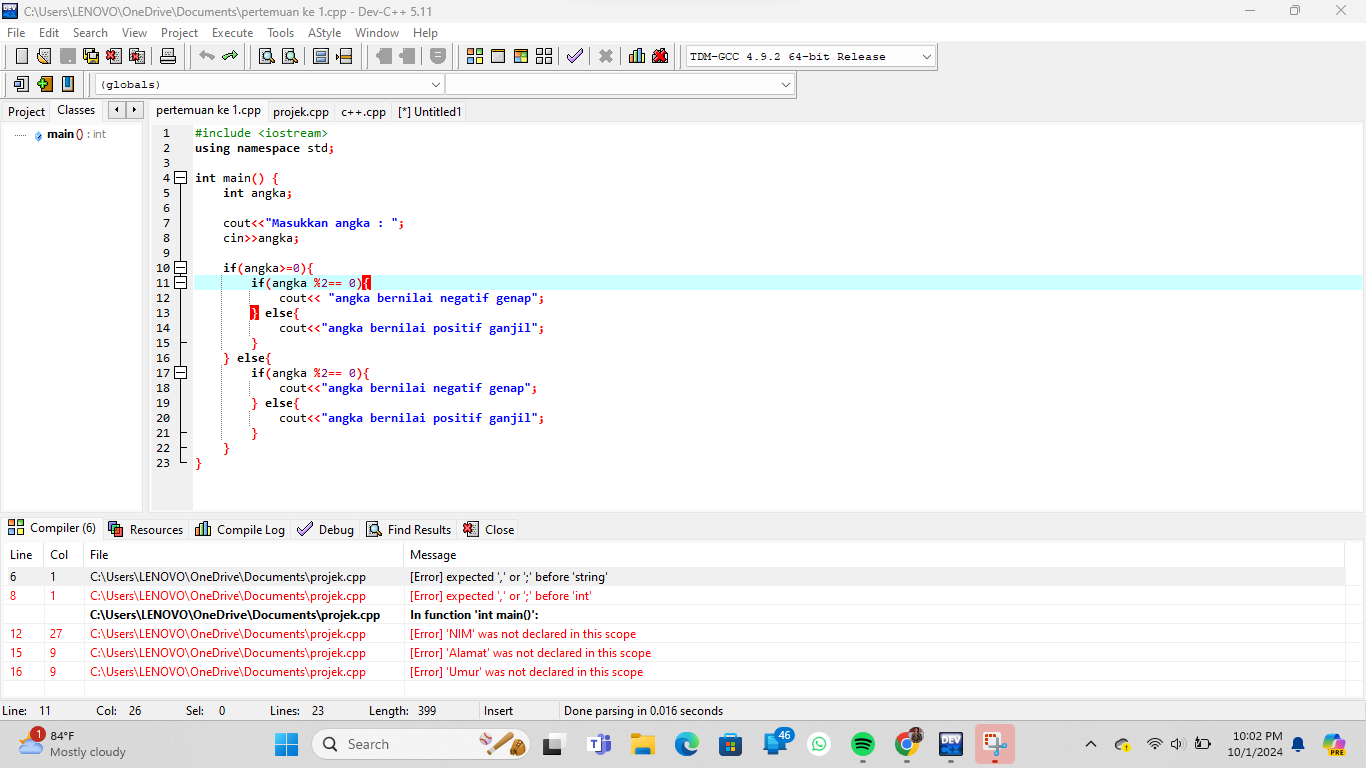 C:\Users\LENOVO\OneDrive\Documents\pertemuan ke 1.cpp - Dev-C++ 5.11
File Edit Search View Project Execute Tools AStyle Window Help
TDM-GCC 4.9.2 64-bit Release
(globals)
Project Classes pertemuan ke 1.cpp projek.cpp c++.cpp [*] Untitled1
main () : int
1 #include <iostream>
2 using namespace std;
3
4 int main() {
5 int angka;
6
7 cout<<"Masukkan angka : ";
8 cin>>angka;
9
10 if(angka>=0){
11 if(angka %2== 0){
12 cout<< "angka bernilai negatif genap";
13 } else{
14 cout<<"angka bernilai positif ganjil";
15 }
16 } else{
17 if(angka %2== 0){
18 cout<<"angka bernilai negatif genap";
19 } else{
20 cout<<"angka bernilai positif ganjil";
21 }
22 }
23 }
Compiler (6) Resources Compile Log Debug Find Results Close
Line Col File Message
6 1 C:\Users\LENOVO\OneDrive\Documents\projek.cpp [Error] expected ',' or ';' before 'string'
8 1 C:\Users\LENOVO\OneDrive\Documents\projek.cpp [Error] expected ',' or ';' before 'int'
C:\Users\LENOVO\OneDrive\Documents\projek.cpp In function 'int main()':
12 27 C:\Users\LENOVO\OneDrive\Documents\projek.cpp [Error] 'NIM' was not declared in this scope
15 9 C:\Users\LENOVO\OneDrive\Documents\projek.cpp [Error] 'Alamat' was not declared in this scope
16 9 C:\Users\LENOVO\OneDrive\Documents\projek.cpp [Error] 'Umur' was not declared in this scope
Line: 11 Col: 26 Sel: 0 Lines: 23 Length: 399 Insert Done parsing in 0.016 seconds
1 84°F
Mostly cloudy
Search
46
DEV
PRE
10:02 PM
10/1/2024